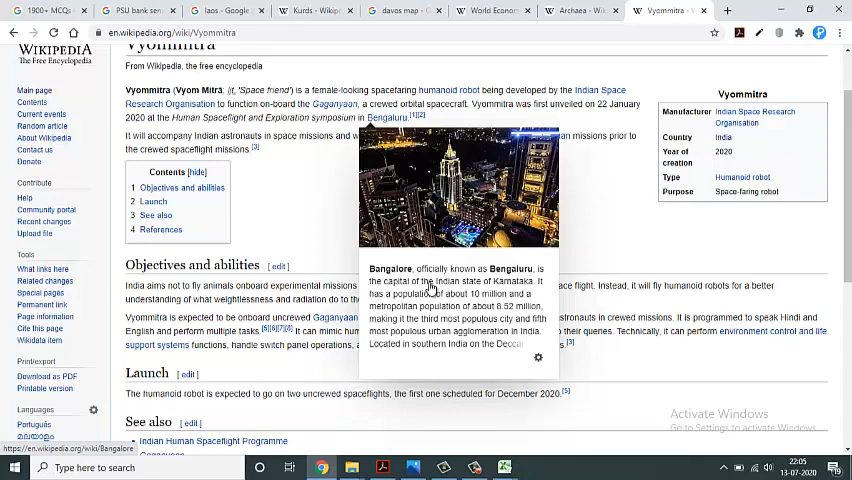 1900+ MCQs
PSU bank sen
laos - Google
Kurds - Wikipe
davos map - G
World Econom
Archaea - Wiki
Vyommitra - W
en.wikipedia.org/wiki/Vyommitra
WIKIPEDIA
The Free Encyclopedia
Main page
Contents
Current events
Random article
About Wikipedia
Contact us
Donate
Contribute
Help
Community portal
Recent changes
Upload file
Tools
What links here
Related changes
Special pages
Permanent link
Page information
Cite this page
Wikidata item
Print/export
Download as PDF
Printable version
Languages
Português
മലയാളം
Vyommitra
From Wikipedia, the free encyclopedia
Vyommitra (Vyom Mitrā; lit. 'Space friend') is a female-looking spacefaring humanoid robot being developed by the Indian Space
Research Organisation to function on-board the Gaganyaan, a crewed orbital spacecraft. Vyommitra was first unveiled on 22 January
2020 at the Human Spaceflight and Exploration symposium in Bengaluru.[1][2]
It will accompany Indian astronauts in space missions and missions prior to
the crewed spaceflight missions.[3]
Contents [hide]
1 Objectives and abilities
2 Launch
3 See also
4 References
Vyommitra
Manufacturer Indian Space Research
Organisation
Country India
Year of
creation 2020
Type Humanoid robot
Purpose Space-faring robot
Bangalore, officially known as Bengaluru, is
the capital of the Indian state of Karnataka. It
has a population of about 10 million and a
metropolitan population of about 8.52 million,
making it the third most populous city and fifth
most populous urban agglomeration in India.
Located in southern India on the Decca
Objectives and abilities [ edit ]
India aims not to fly animals onboard experimental missions flight. Instead, it will fly humanoid robots for a better
understanding of what weightlessness and radiation do to the
Vyommitra is expected to be onboard uncrewed Gaganyaan astronauts in crewed missions. It is programmed to speak Hindi and
English and perform multiple tasks.[5][6][7][8] It can mimic to their queries. Technically, it can perform environment control and life
support systems functions, handle switch panel operations, [3]
Launch [ edit ]
The humanoid robot is expected to go on two uncrewed spaceflights, the first one scheduled for December 2020.[5]
See also [ edit ]
Indian Human Spaceflight Programme
Gaganyaan
Activate Windows
Go to Settings to activate Windows.
https://en.wikipedia.org/wiki/Bangalore
Type here to search
22:05
13-07-2020
19